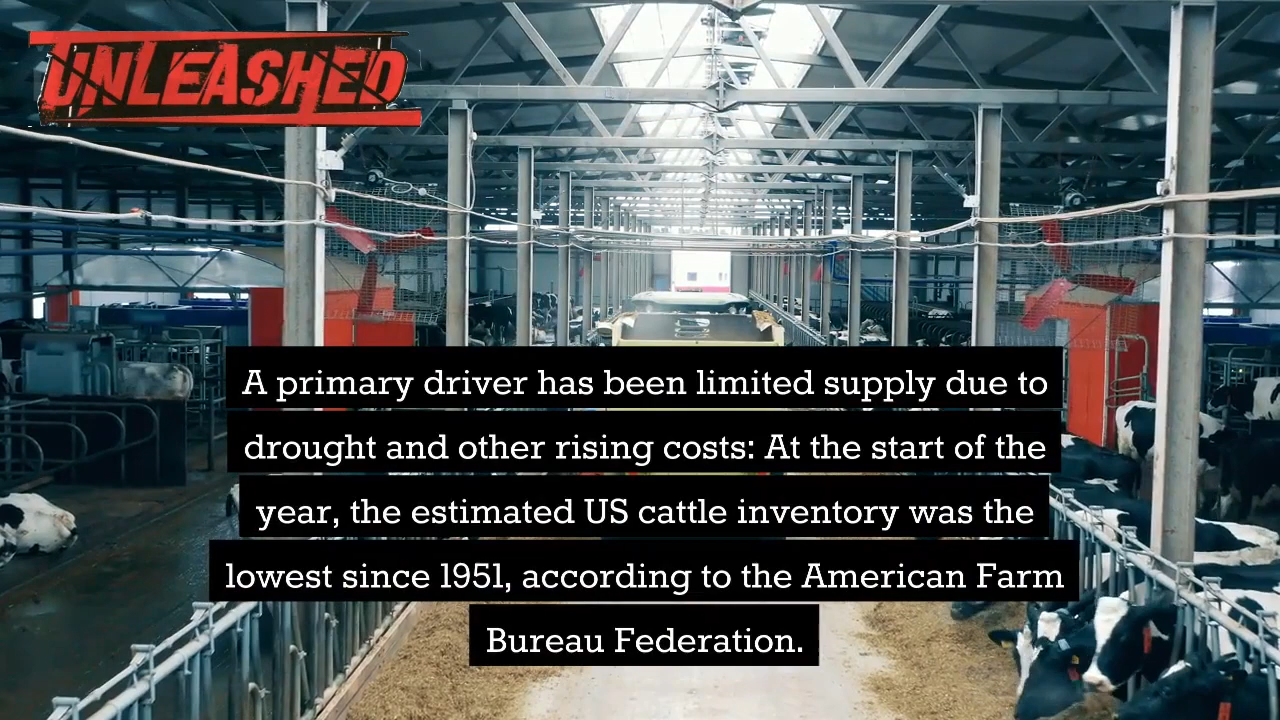 UNLEASHED
A primary driver has been limited supply due to
drought and other rising costs: At the start of the
year, the estimated US cattle inventory was the
lowest since 1951, according to the American Farm
Bureau Federation.